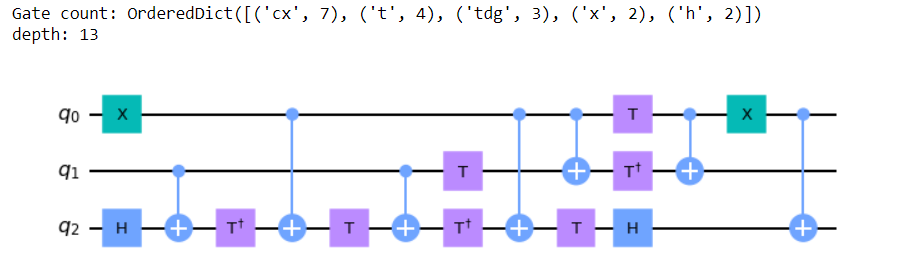 Gate count: OrderedDict([('cx', 7), ('t', 4), ('tdg', 3), ('x', 2), ('h', 2)])
depth: 13
q0 X T X
q1 T T†
q2 H T† T T† T H